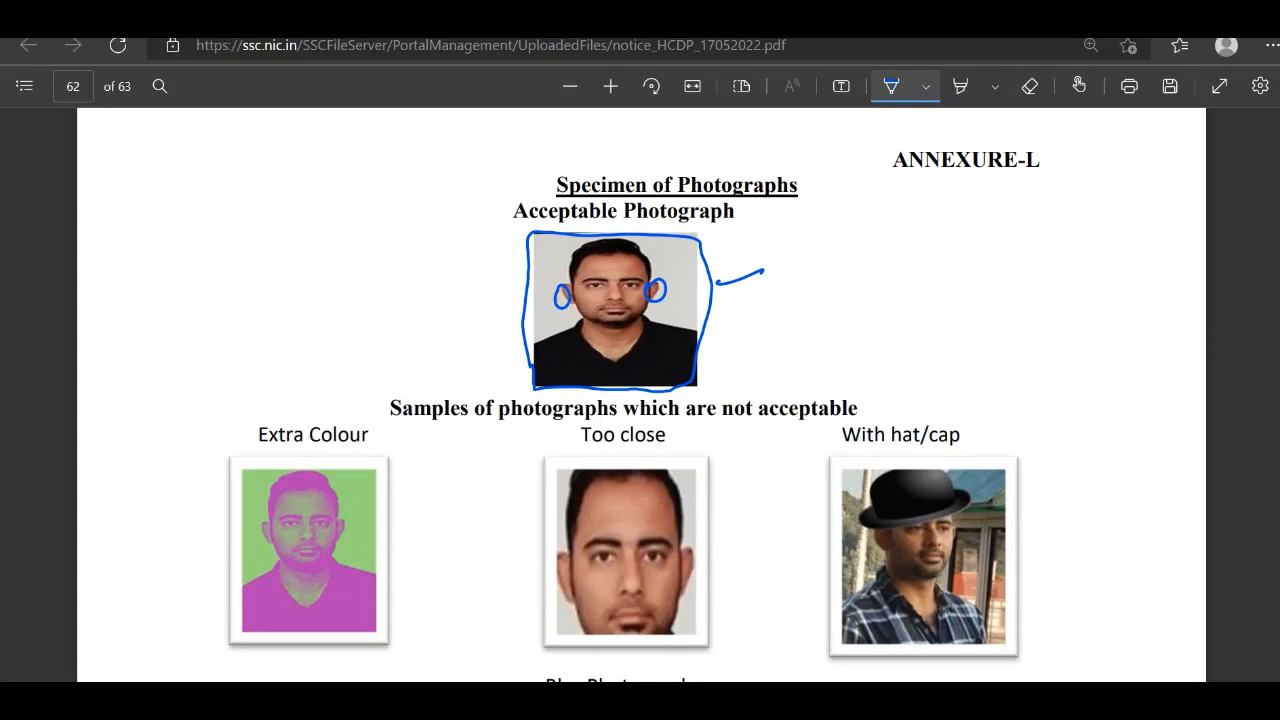 https://ssc.nic.in/SSCFileServer/PortalManagement/UploadedFiles/notice_HCDP_17052022.pdf
62 of 63
ANNEXURE-L
Specimen of Photographs
Acceptable Photograph
Samples of photographs which are not acceptable
Extra Colour Too close With hat/cap